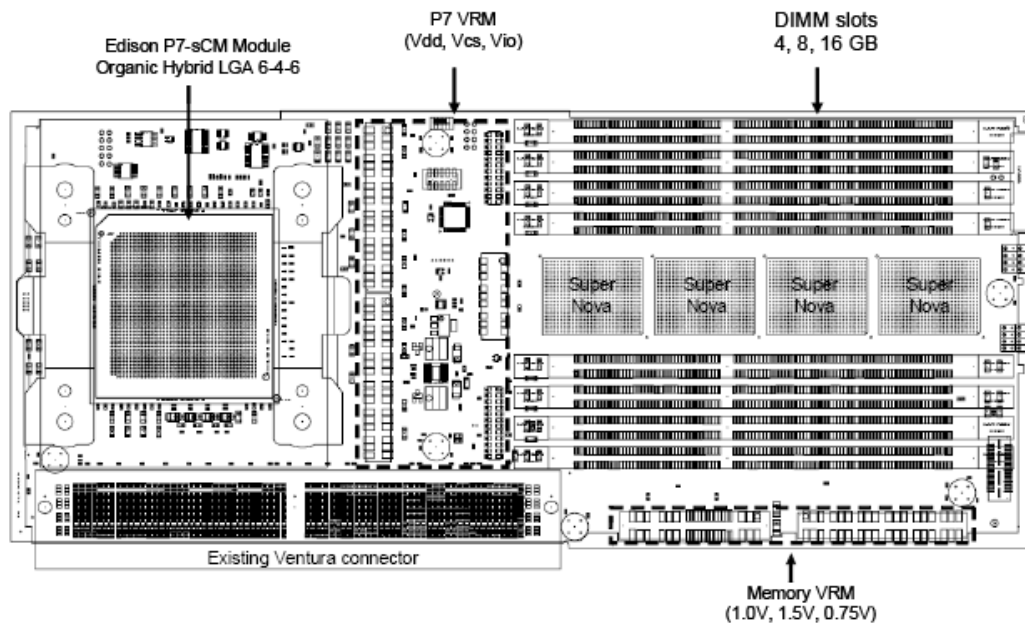 P7 VRM
(Vdd, Vcs, Vio)
DIMM slots
4, 8, 16 GB
Edison P7-sCM Module
Organic Hybrid LGA 6-4-6
Super
Nova
Super
Nova
Super
Nova
Super
Nova
Existing Ventura connector
Memory VRM
(1.0V, 1.5V, 0.75V)